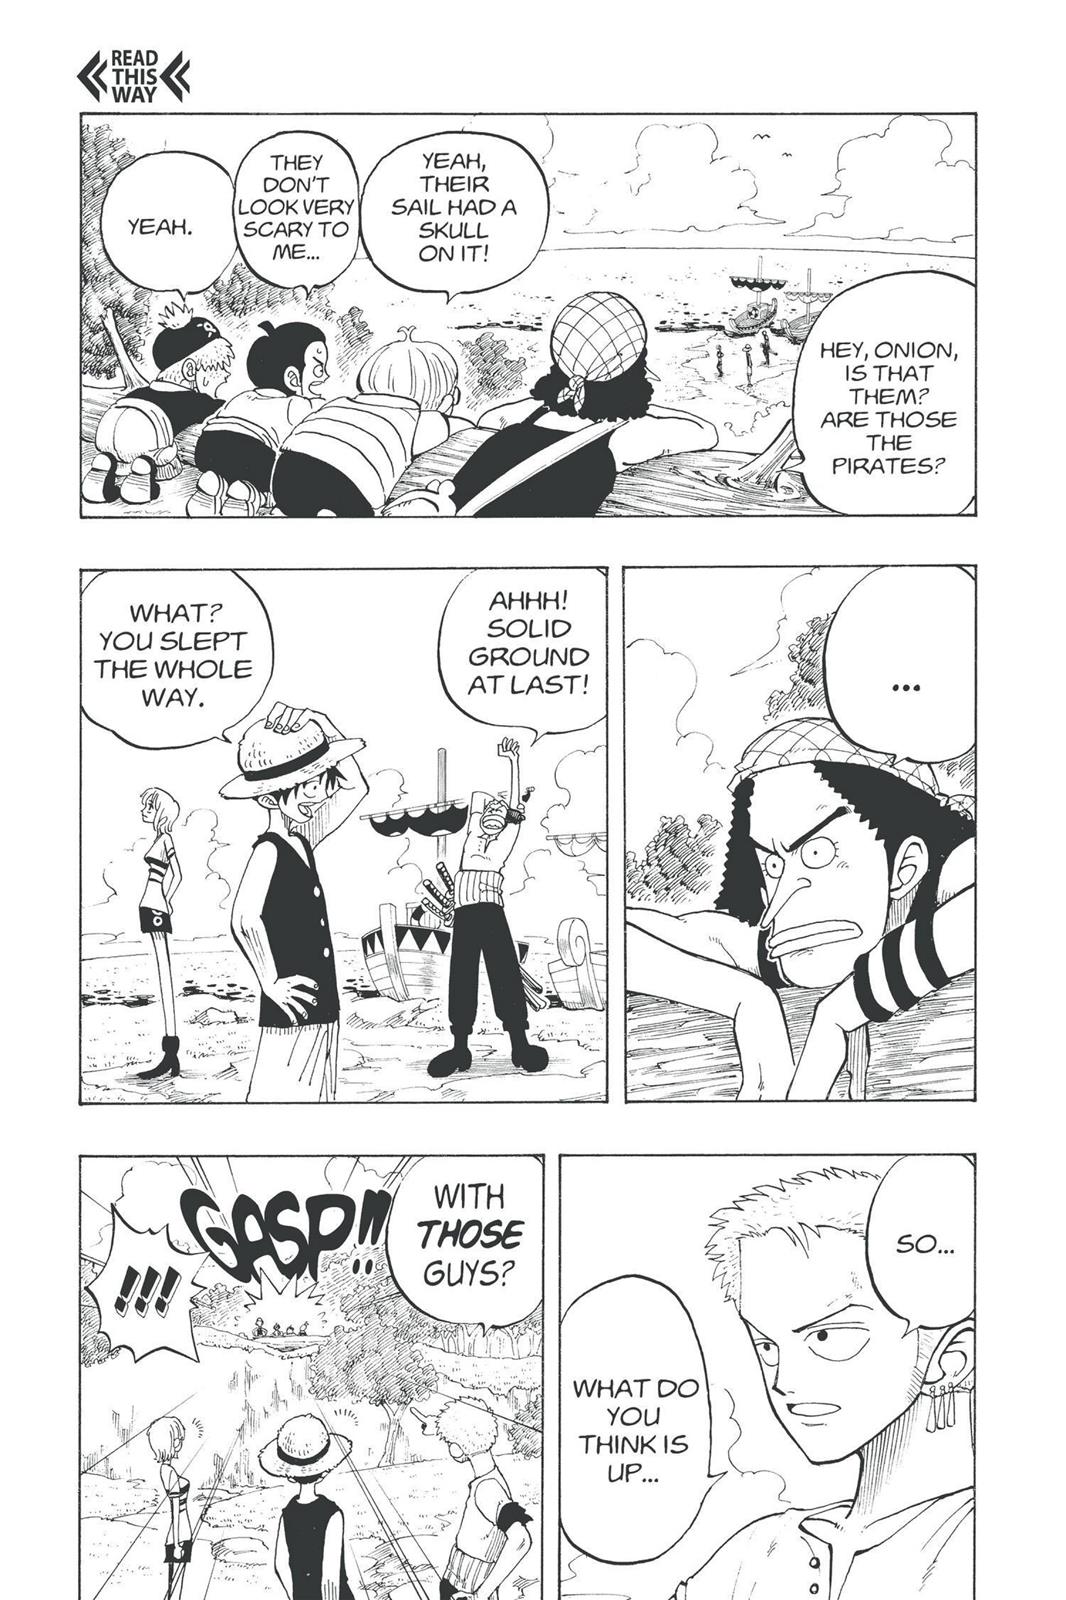 READ
THIS
WAY
HEY, ONION,
IS THAT
THEM?
ARE THOSE
THE
PIRATES?
YEAH,
THEIR
SAIL HAD A
SKULL
ON IT!
THEY
DON'T
LOOK VERY
SCARY TO
ME...
YEAH.
...
AHHH!
SOLID
GROUND
AT LAST!
WHAT?
YOU SLEPT
THE WHOLE
WAY.
SO...
WHAT DO
YOU
THINK IS
UP...
WITH
THOSE
GUYS?
GASP!!
!!!